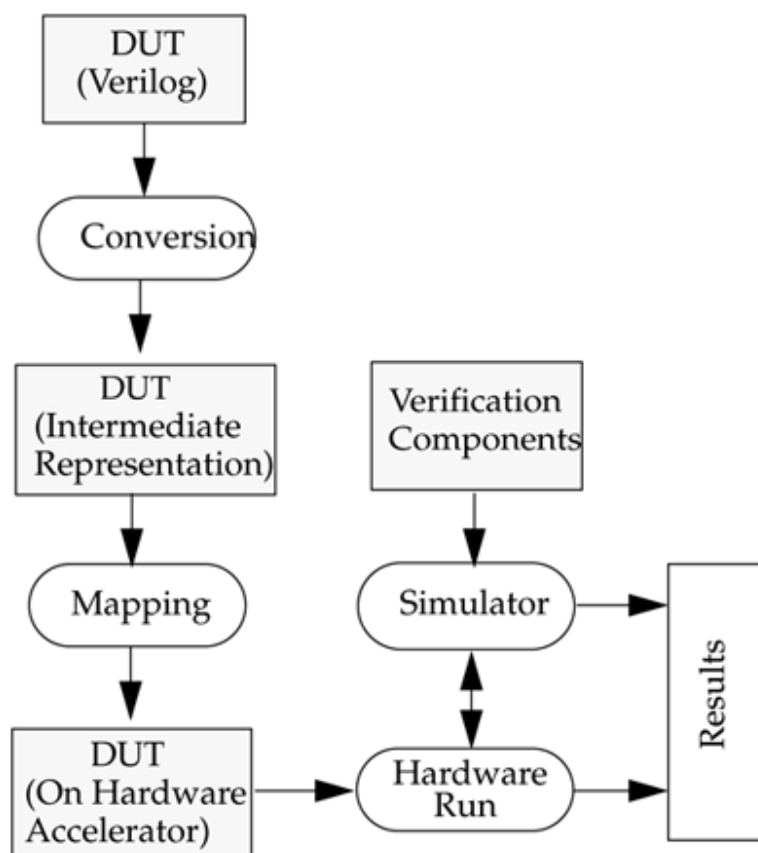 DUT
(Verilog)
Conversion
DUT
(Intermediate
Representation)
Verification
Components
Mapping
Simulator
DUT
(On Hardware
Accelerator)
Hardware
Run
Results